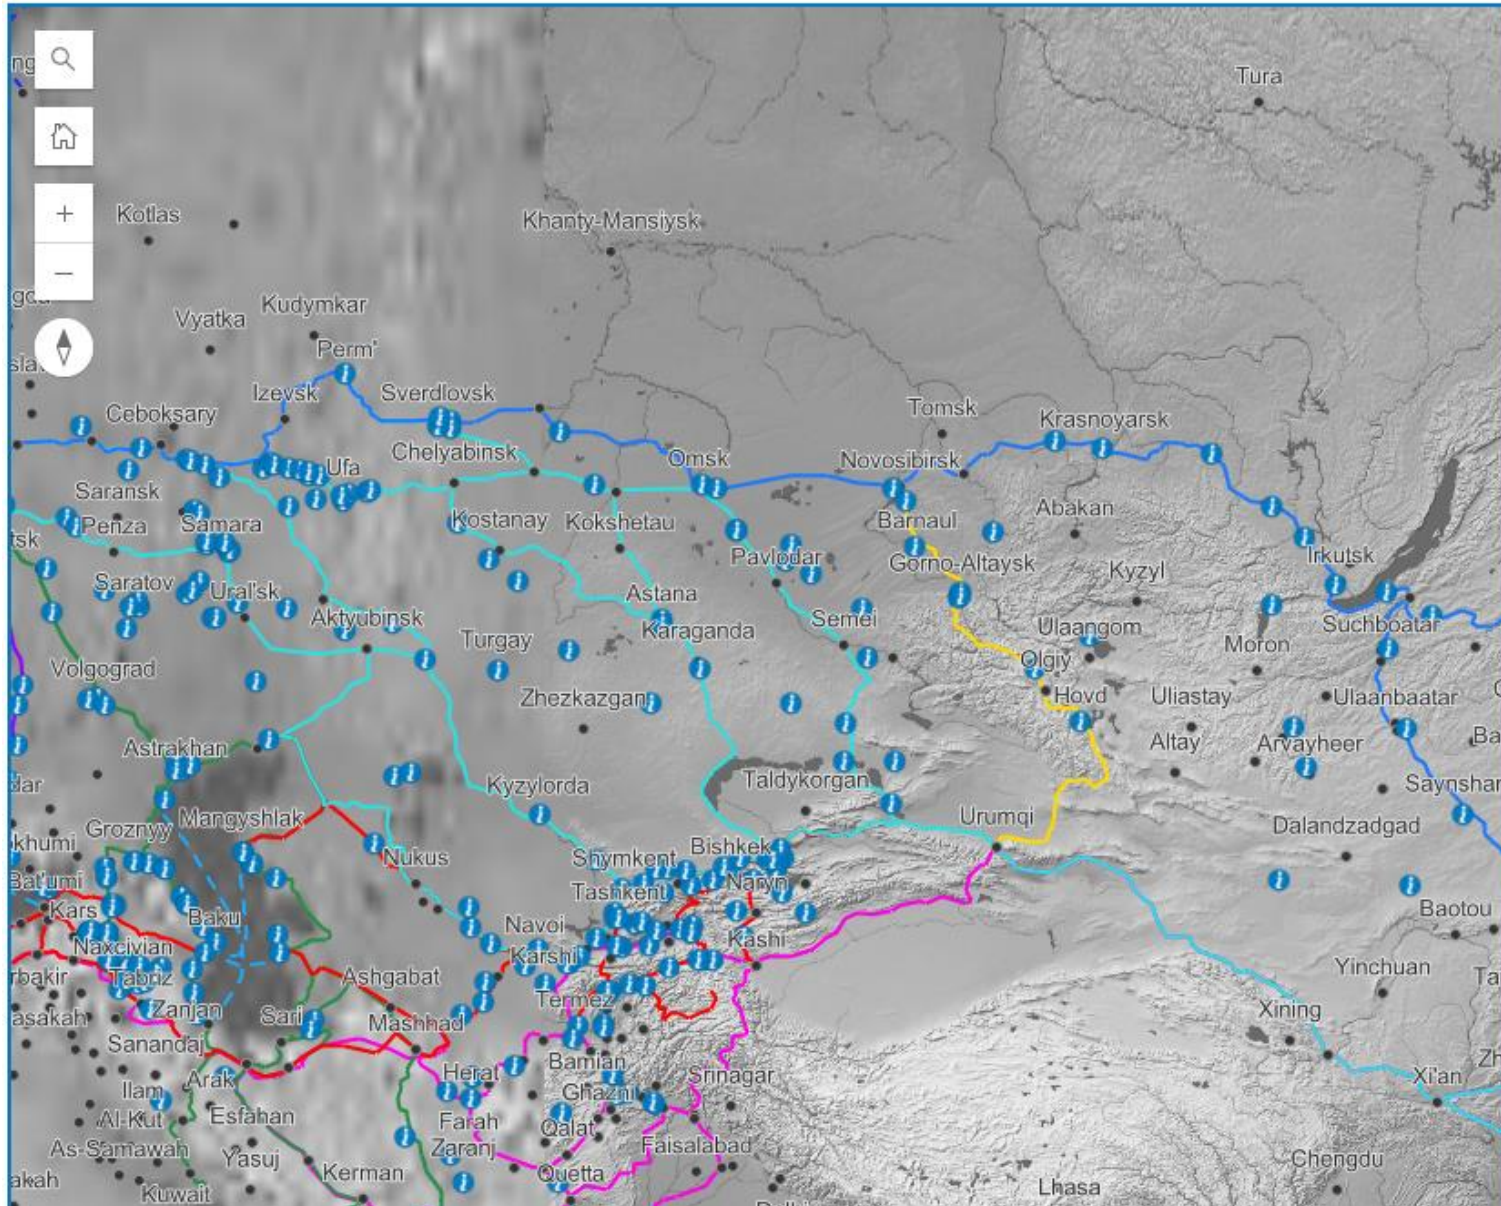 Tura
Kotlas
Khanty-Mansiysk
Kudymkar
Vyatka
Perm'
Izevsk
Sverdlovsk
Ceboksary
Tomsk
Krasnoyarsk
Chelyabinsk
Omsk
Novosibirsk
Ufa
Saransk
Abakan
Samara
Penza
Kostanay
Kokshetau
Barnaul
Pavlodar
Irkutsk
Gorno-Altaysk
Kyzyl
Saratov
Ural'sk
Astana
Aktyubinsk
Semei
Suchboatar
Karaganda
Ulaangom
Turgay
Moron
Olgiy
Volgograd
Zhezkazgan
Hovd
Uliastay
Ulaanbaatar
Altay
Arvayheer
Astrakhan
Kyzylorda
Taldykorgan
Saynshan
Mangyshlak
Urumqi
Dalandzadgad
Groznyy
khumi
Bishkek
Nukus
Shymkent
Bat'umi
Naryn
Tashkent
Kars
Baku
Baotou
Navoi
Kashi
Naxcivian
Karshi
Yinchuan
rbakir
Tabriz
Ashgabat
Termez
Zanjan
Xining
asakah
Sari
Mashhad
Sanandaj
Bamian
Herat
Srinagar
Xi'an
Arak
Ilam
Ghazni
Esfahan
Al-Kut
Farah
Qalat
Faisalabad
As-Samawah
Zaranj
Yasuj
Chengdu
Kerman
Quetta
akah
Kuwait
Lhasa